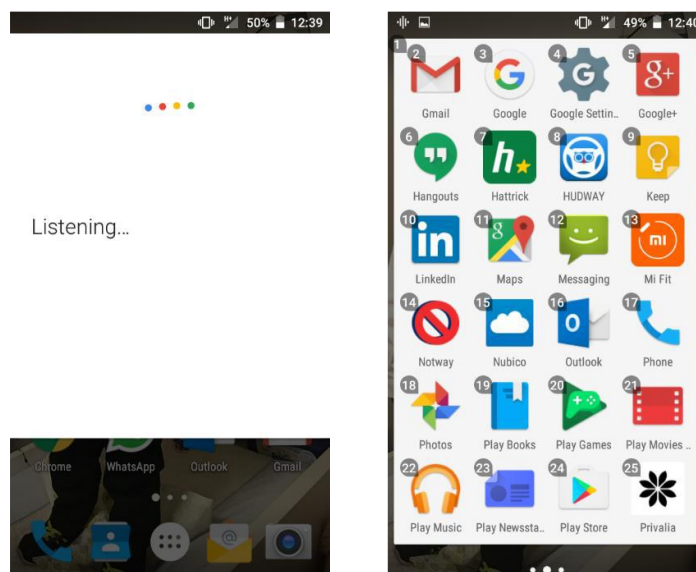 50% 12:39
Listening...
Chrome WhatsApp Outlook Gmail
49% 12:40
1
2 3 4 5
Gmail Google Google Settin.. Google+
6 7 8 9
Hangouts Hattrick HUDWAY Keep
10 11 12 13
LinkedIn Maps Messaging Mi Fit
14 15 16 17
Notway Nubico Outlook Phone
18 19 20 21
Photos Play Books Play Games Play Movies ..
22 23 24 25
Play Music Play Newssta.. Play Store Privalia